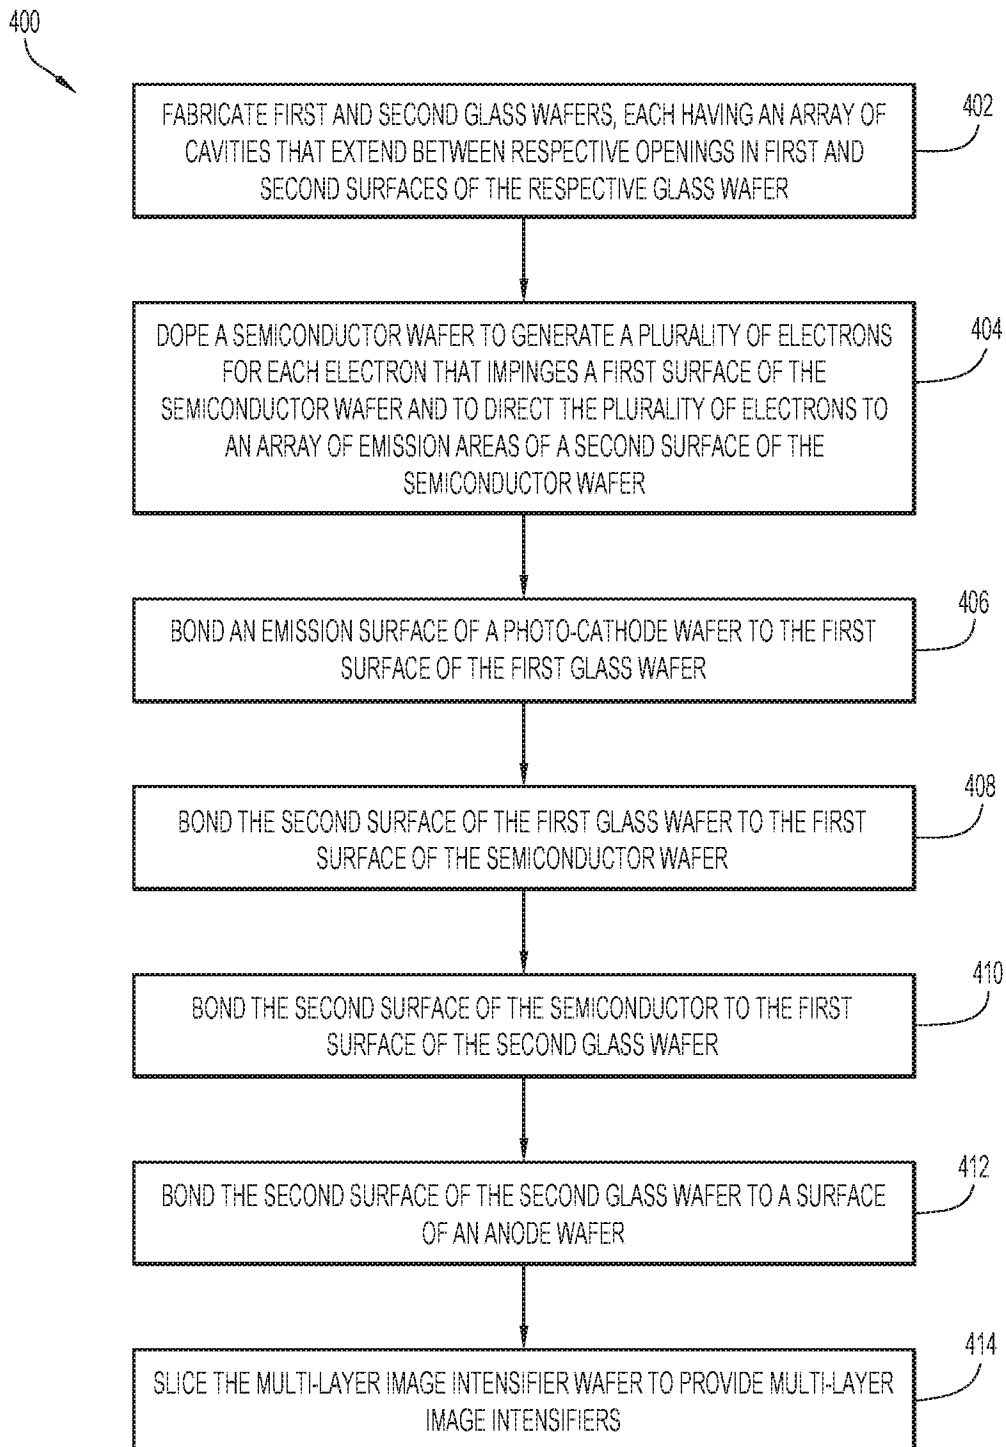 400
FABRICATE FIRST AND SECOND GLASS WAFERS, EACH HAVING AN ARRAY OF
CAVITIES THAT EXTEND BETWEEN RESPECTIVE OPENINGS IN FIRST AND
SECOND SURFACES OF THE RESPECTIVE GLASS WAFER
402
DOPE A SEMICONDUCTOR WAFER TO GENERATE A PLURALITY OF ELECTRONS
FOR EACH ELECTRON THAT IMPINGES A FIRST SURFACE OF THE
SEMICONDUCTOR WAFER AND TO DIRECT THE PLURALITY OF ELECTRONS TO
AN ARRAY OF EMISSION AREAS OF A SECOND SURFACE OF THE
SEMICONDUCTOR WAFER
404
BOND AN EMISSION SURFACE OF A PHOTO-CATHODE WAFER TO THE FIRST
SURFACE OF THE FIRST GLASS WAFER
406
BOND THE SECOND SURFACE OF THE FIRST GLASS WAFER TO THE FIRST
SURFACE OF THE SEMICONDUCTOR WAFER
408
BOND THE SECOND SURFACE OF THE SEMICONDUCTOR TO THE FIRST
SURFACE OF THE SECOND GLASS WAFER
410
BOND THE SECOND SURFACE OF THE SECOND GLASS WAFER TO A SURFACE
OF AN ANODE WAFER
412
SLICE THE MULTI-LAYER IMAGE INTENSIFIER WAFER TO PROVIDE MULTI-LAYER
IMAGE INTENSIFIERS
414